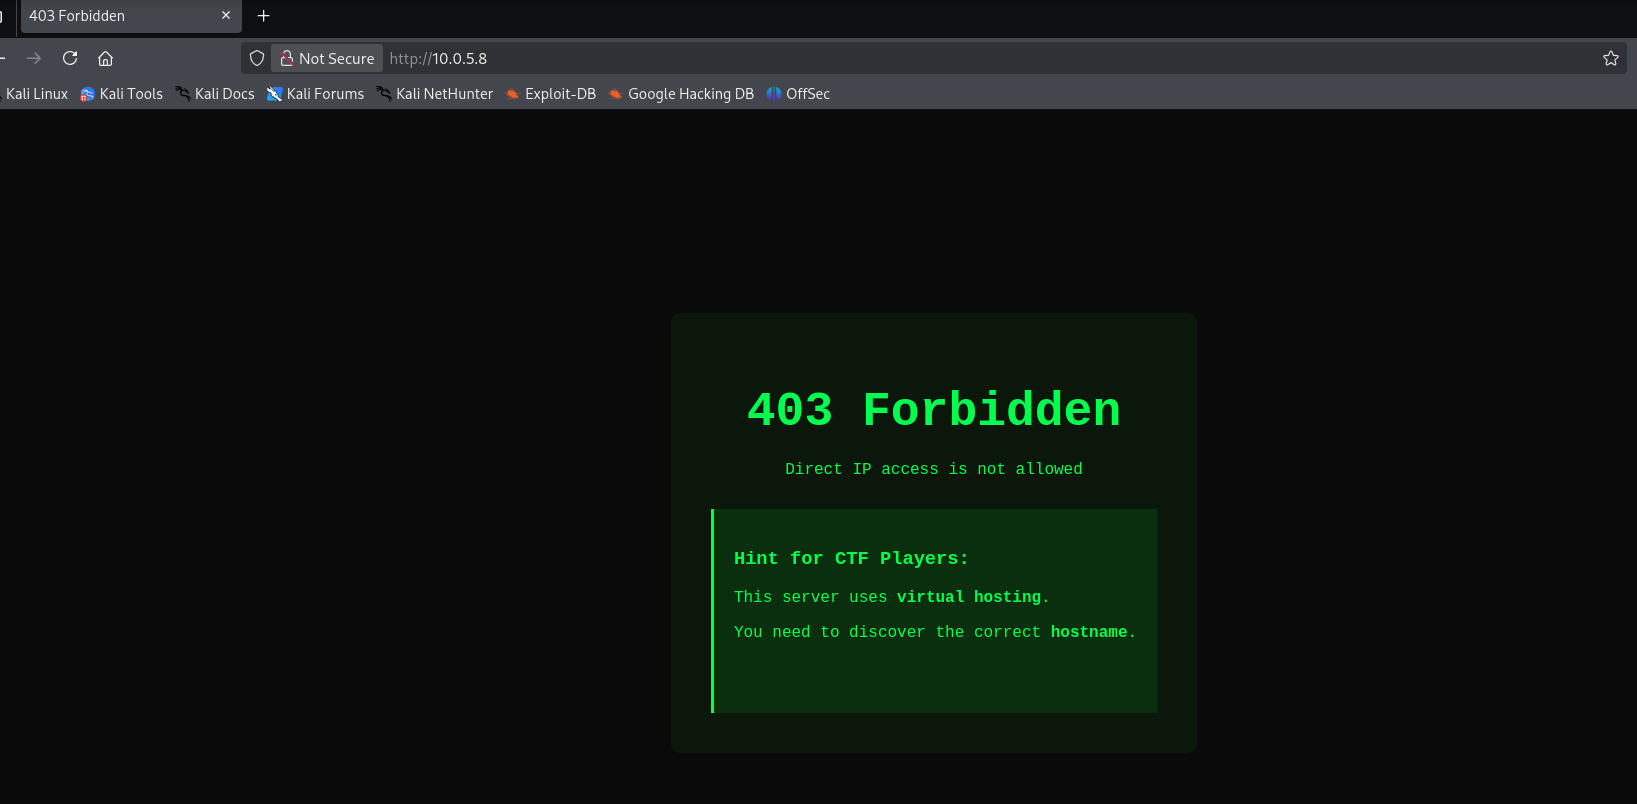 403 Forbidden
Not Secure http://10.0.5.8
Kali Linux Kali Tools Kali Docs Kali Forums Kali NetHunter Exploit-DB Google Hacking DB OffSec
403 Forbidden
Direct IP access is not allowed
Hint for CTF Players:
This server uses virtual hosting.
You need to discover the correct hostname.